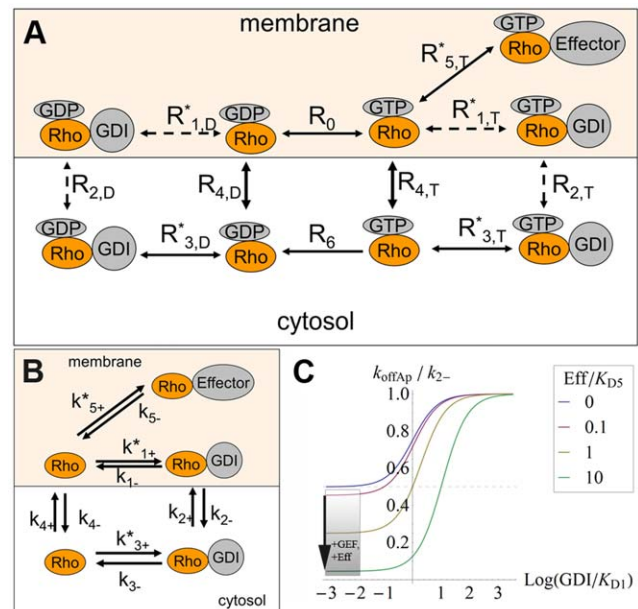 A
membrane
GTP
Rho Effector
R*5,T
GDP
Rho GDI
R*1,D
GDP
Rho
R0
GTP
Rho
R*1,T
GTP
Rho GDI
R2,D
R4,D
R4,T
R2,T
GDP
Rho GDI
R*3,D
GDP
Rho
R6
GTP
Rho
R*3,T
GTP
Rho GDI
cytosol
B
membrane
Rho Effector
k*5+
k5-
Rho
k*1+
k1-
Rho GDI
k4+ k4-
k2+ k2-
Rho
k*3+
k3-
Rho GDI
cytosol
C
koffAp / k2−
1.0
0.8
0.6
0.4
0.2
+GEF,
+Eff
−3 −2 −1 1 2 3
Log(GDI/KD1)
Eff/KD5
0
0.1
1
10